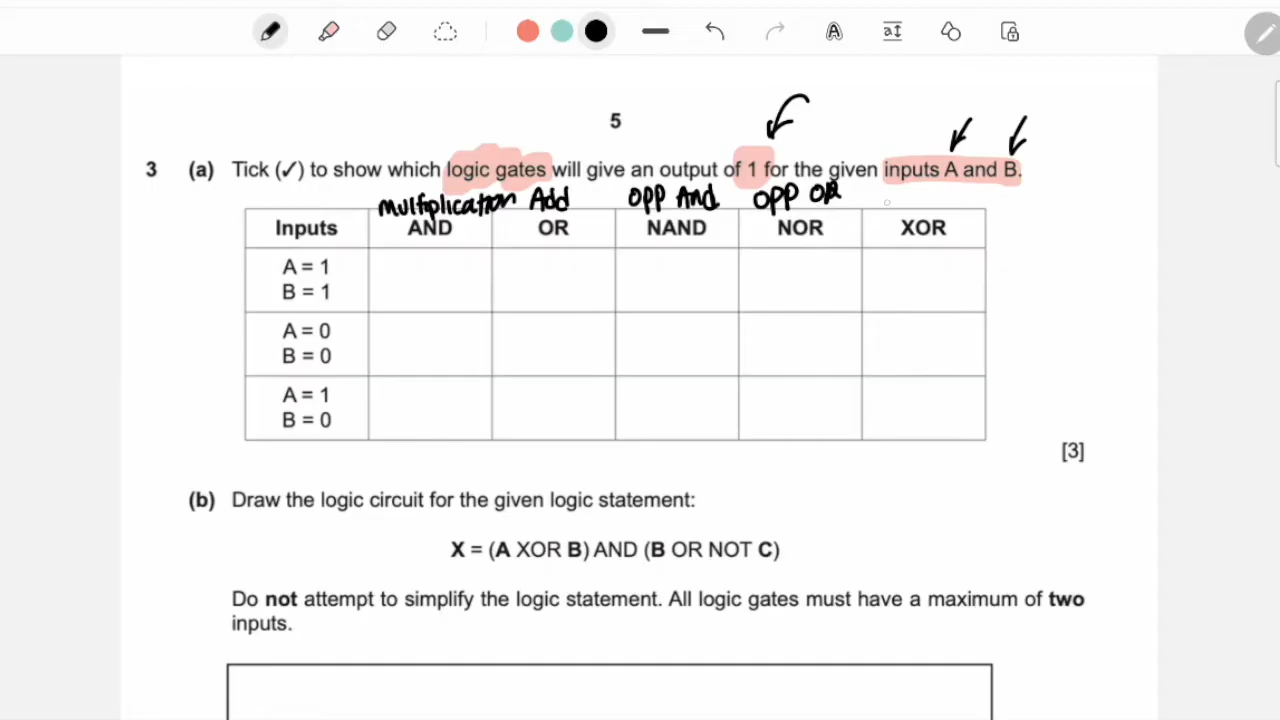 5
3 (a) Tick (✓) to show which logic gates will give an output of 1 for the given inputs A and B.
multiplication Add OPP And OPP OR
Inputs AND OR NAND NOR XOR
A = 1
B = 1
A = 0
B = 0
A = 1
B = 0
[3]
(b) Draw the logic circuit for the given logic statement:
X = (A XOR B) AND (B OR NOT C)
Do not attempt to simplify the logic statement. All logic gates must have a maximum of two
inputs.